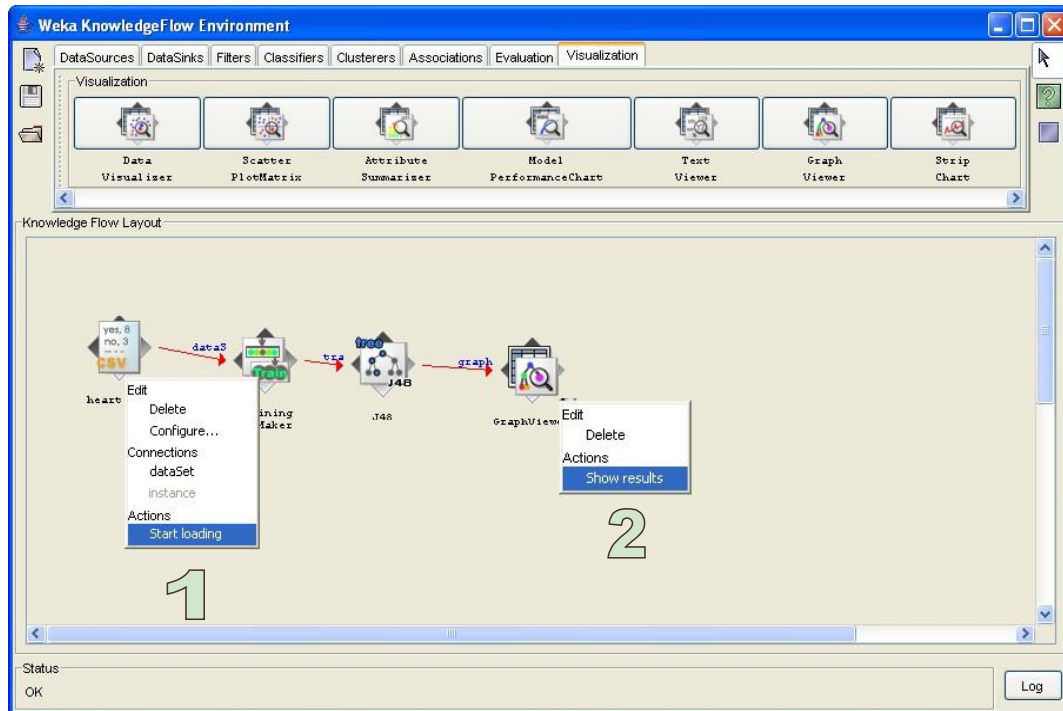 Weka KnowledgeFlow Environment
DataSources DataSinks Filters Classifiers Clusterers Associations Evaluation Visualization
Visualization
Data Visualizer
Scatter PlotMatrix
Attribute Summarizer
Model PerformanceChart
Text Viewer
Graph Viewer
Strip Chart
Knowledge Flow Layout
yes, 8
no, 3
CSV
heart
dataS
Train
ining
Maker
tra
tree
J48
J48
graph
GraphView
Edit
Delete
Configure...
Connections
dataSet
instance
Actions
Start loading
1
Edit
Delete
Actions
Show results
2
Status
OK
Log